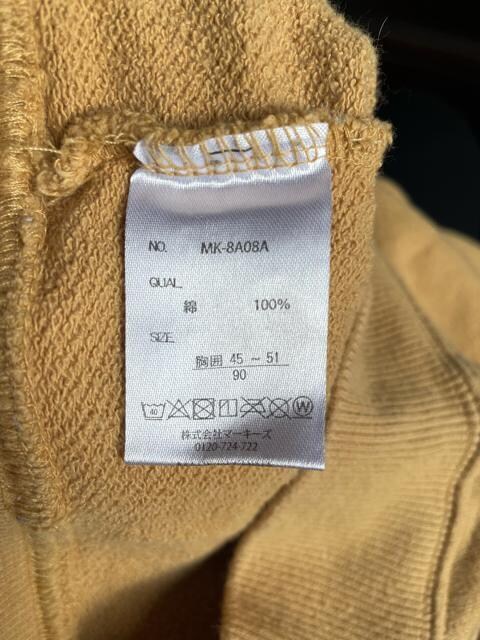 NO. MK-8A08A
QUAL
綿 100%
SIZE
胸囲 45 ~ 51
90
40 W
株式会社マーキーズ
0120-724-722